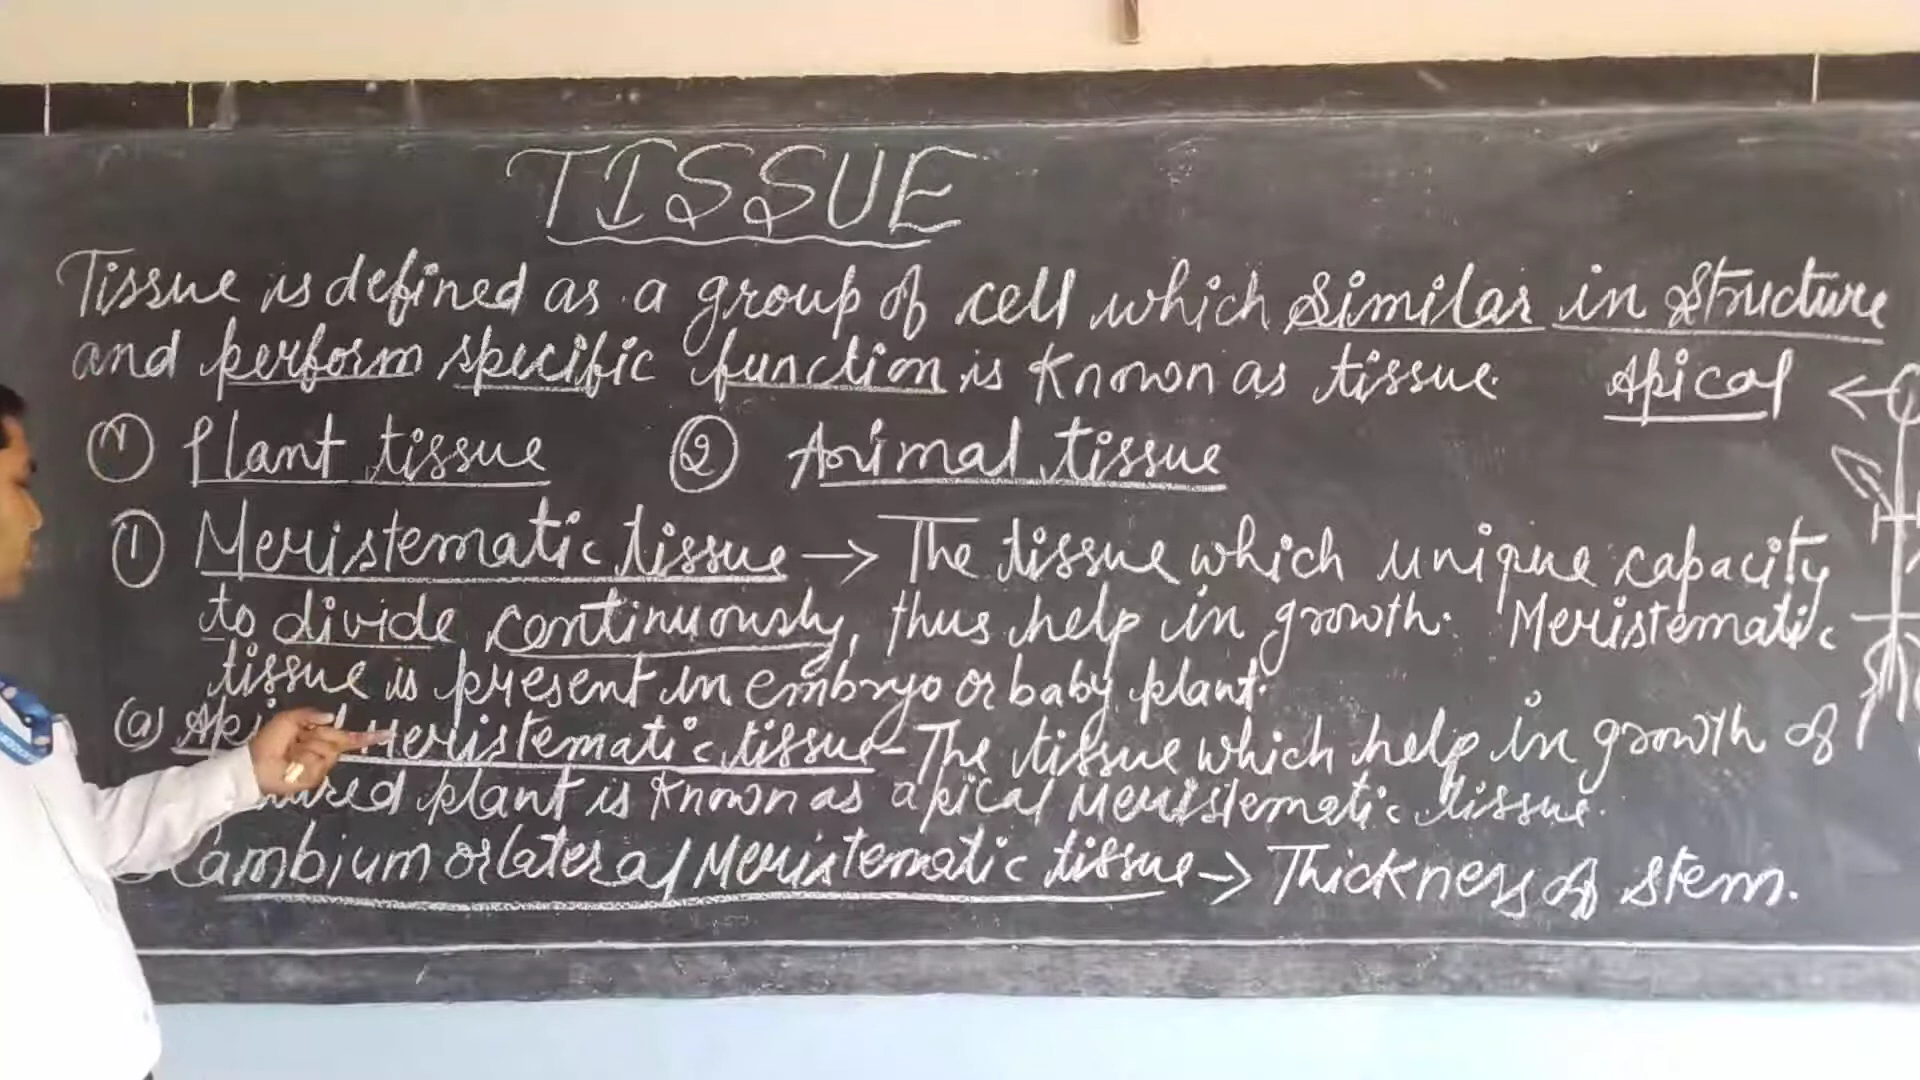 TISSUE
Tissue is defined as a group of cell which similar in structure
and perform specific function is known as tissue.
Apical ←
① Plant tissue ② Animal tissue
① Meristematic tissue → The tissue which unique capacity
to divide continuously, thus help in growth. Meristematic
tissue is present in embryo or baby plant.
(a) Meristematic tissue - The tissue which help in growth of
plant is known as apical Meristematic tissue.
Cambium or lateral Meristematic tissue → Thickness of stem.